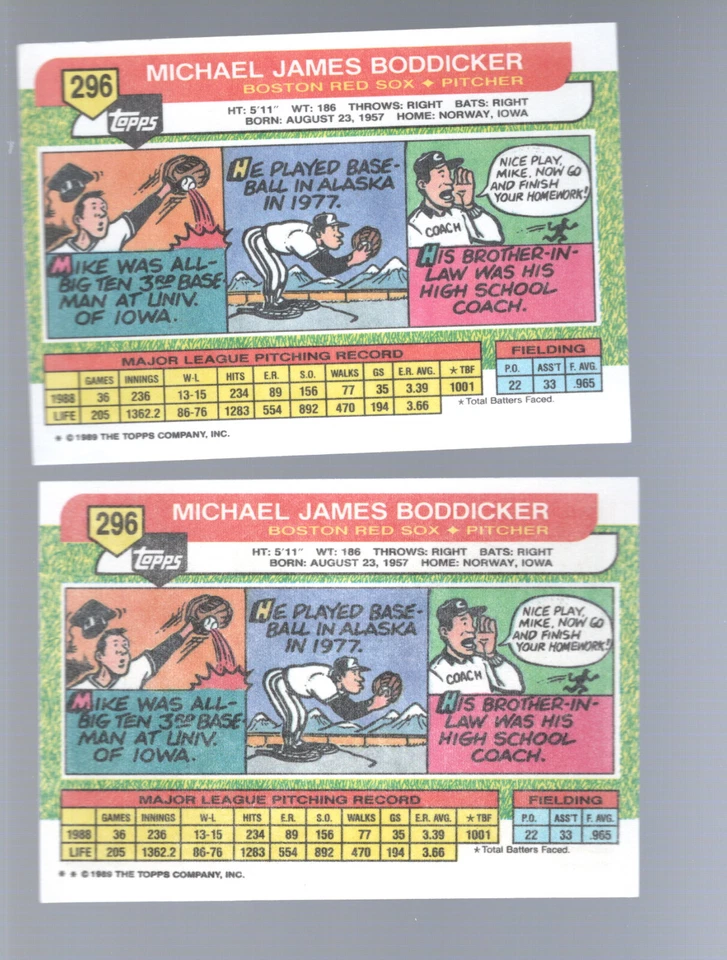 296
MICHAEL JAMES BODDICKER
BOSTON RED SOX ✦ PITCHER
Topps
HT: 5'11" WT: 186 THROWS: RIGHT BATS: RIGHT
BORN: AUGUST 23, 1957 HOME: NORWAY, IOWA
MIKE WAS ALL-
BIG TEN 3RD BASE-
MAN AT UNIV.
OF IOWA.
HE PLAYED BASE-
BALL IN ALASKA
IN 1977.
NICE PLAY,
MIKE, NOW GO
AND FINISH
YOUR HOMEWORK!
COACH
HIS BROTHER-IN-
LAW WAS HIS
HIGH SCHOOL
COACH.
MAJOR LEAGUE PITCHING RECORD
GAMES INNINGS W-L HITS E.R. S.O. WALKS GS E.R. AVG. ★TBF
1988 36 236 13-15 234 89 156 77 35 3.39 1001
LIFE 205 1362.2 86-76 1283 554 892 470 194 3.66
★Total Batters Faced.
FIELDING
P.O. ASS'T F. AVG.
22 33 .965
* © 1989 THE TOPPS COMPANY, INC.
296
MICHAEL JAMES BODDICKER
BOSTON RED SOX ✦ PITCHER
Topps
HT: 5'11" WT: 186 THROWS: RIGHT BATS: RIGHT
BORN: AUGUST 23, 1957 HOME: NORWAY, IOWA
MIKE WAS ALL-
BIG TEN 3RD BASE-
MAN AT UNIV.
OF IOWA.
HE PLAYED BASE-
BALL IN ALASKA
IN 1977.
NICE PLAY,
MIKE, NOW GO
AND FINISH
YOUR HOMEWORK!
COACH
HIS BROTHER-IN-
LAW WAS HIS
HIGH SCHOOL
COACH.
MAJOR LEAGUE PITCHING RECORD
GAMES INNINGS W-L HITS E.R. S.O. WALKS GS E.R. AVG. ★TBF
1988 36 236 13-15 234 89 156 77 35 3.39 1001
LIFE 205 1362.2 86-76 1283 554 892 470 194 3.66
★Total Batters Faced.
FIELDING
P.O. ASS'T F. AVG.
22 33 .965
* * © 1989 THE TOPPS COMPANY, INC.